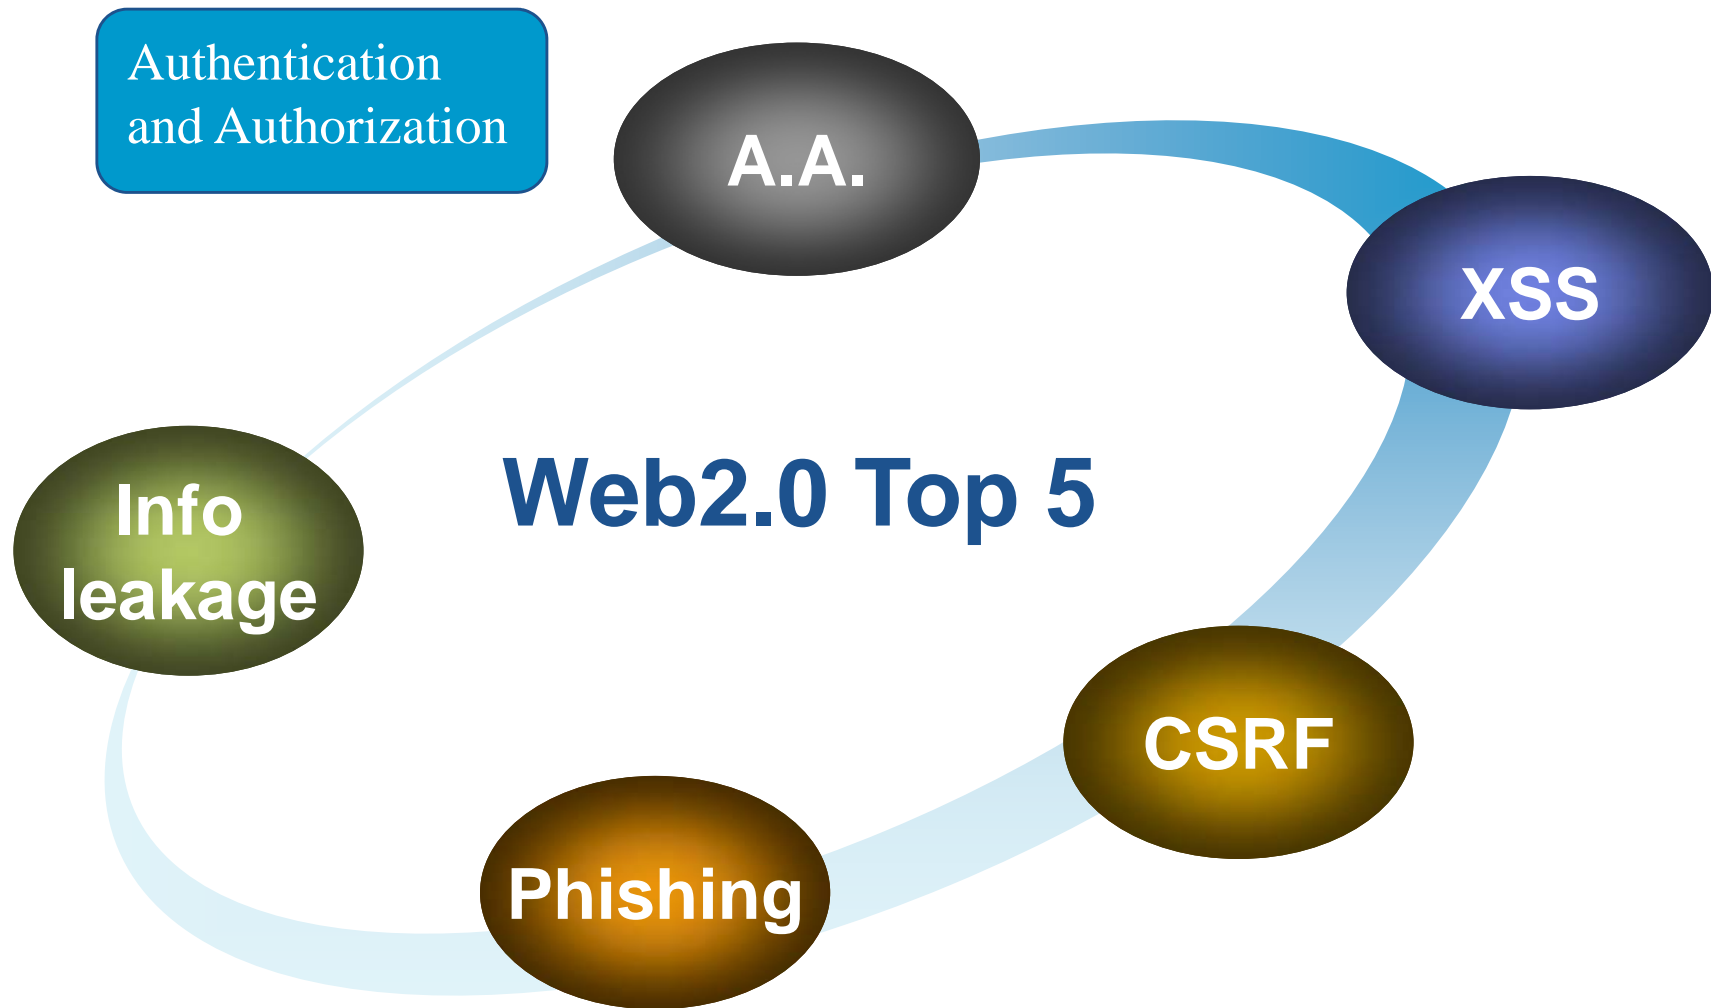 Authentication
and Authorization
A.A.
XSS
Web2.0 Top 5
Info
leakage
CSRF
Phishing